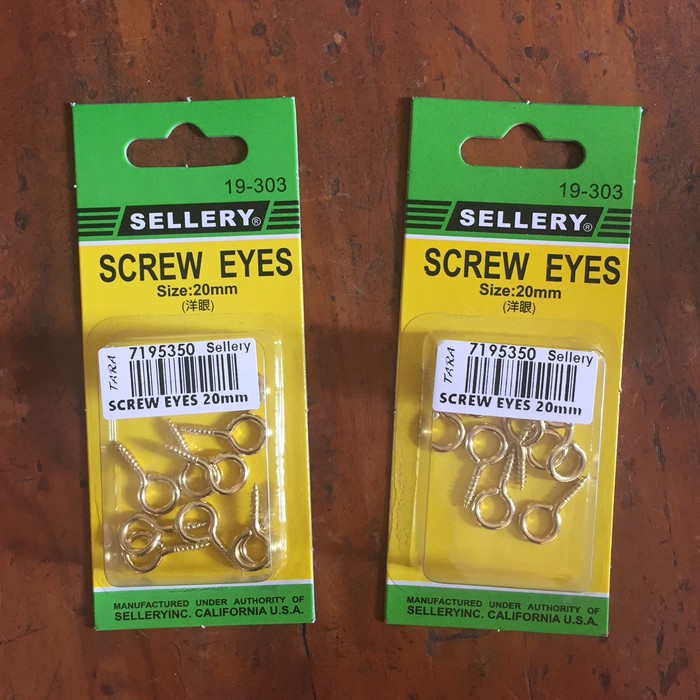 19-303
SELLERY®
SCREW EYES
Size:20mm
(洋眼)
TARA
7195350 Sellery
SCREW EYES 20mm
MANUFACTURED UNDER AUTHORITY OF
SELLERYINC. CALIFORNIA U.S.A.
19-303
SELLERY®
SCREW EYES
Size:20mm
(洋眼)
TARA
7195350 Sellery
SCREW EYES 20mm
MANUFACTURED UNDER AUTHORITY OF
SELLERYINC. CALIFORNIA U.S.A.